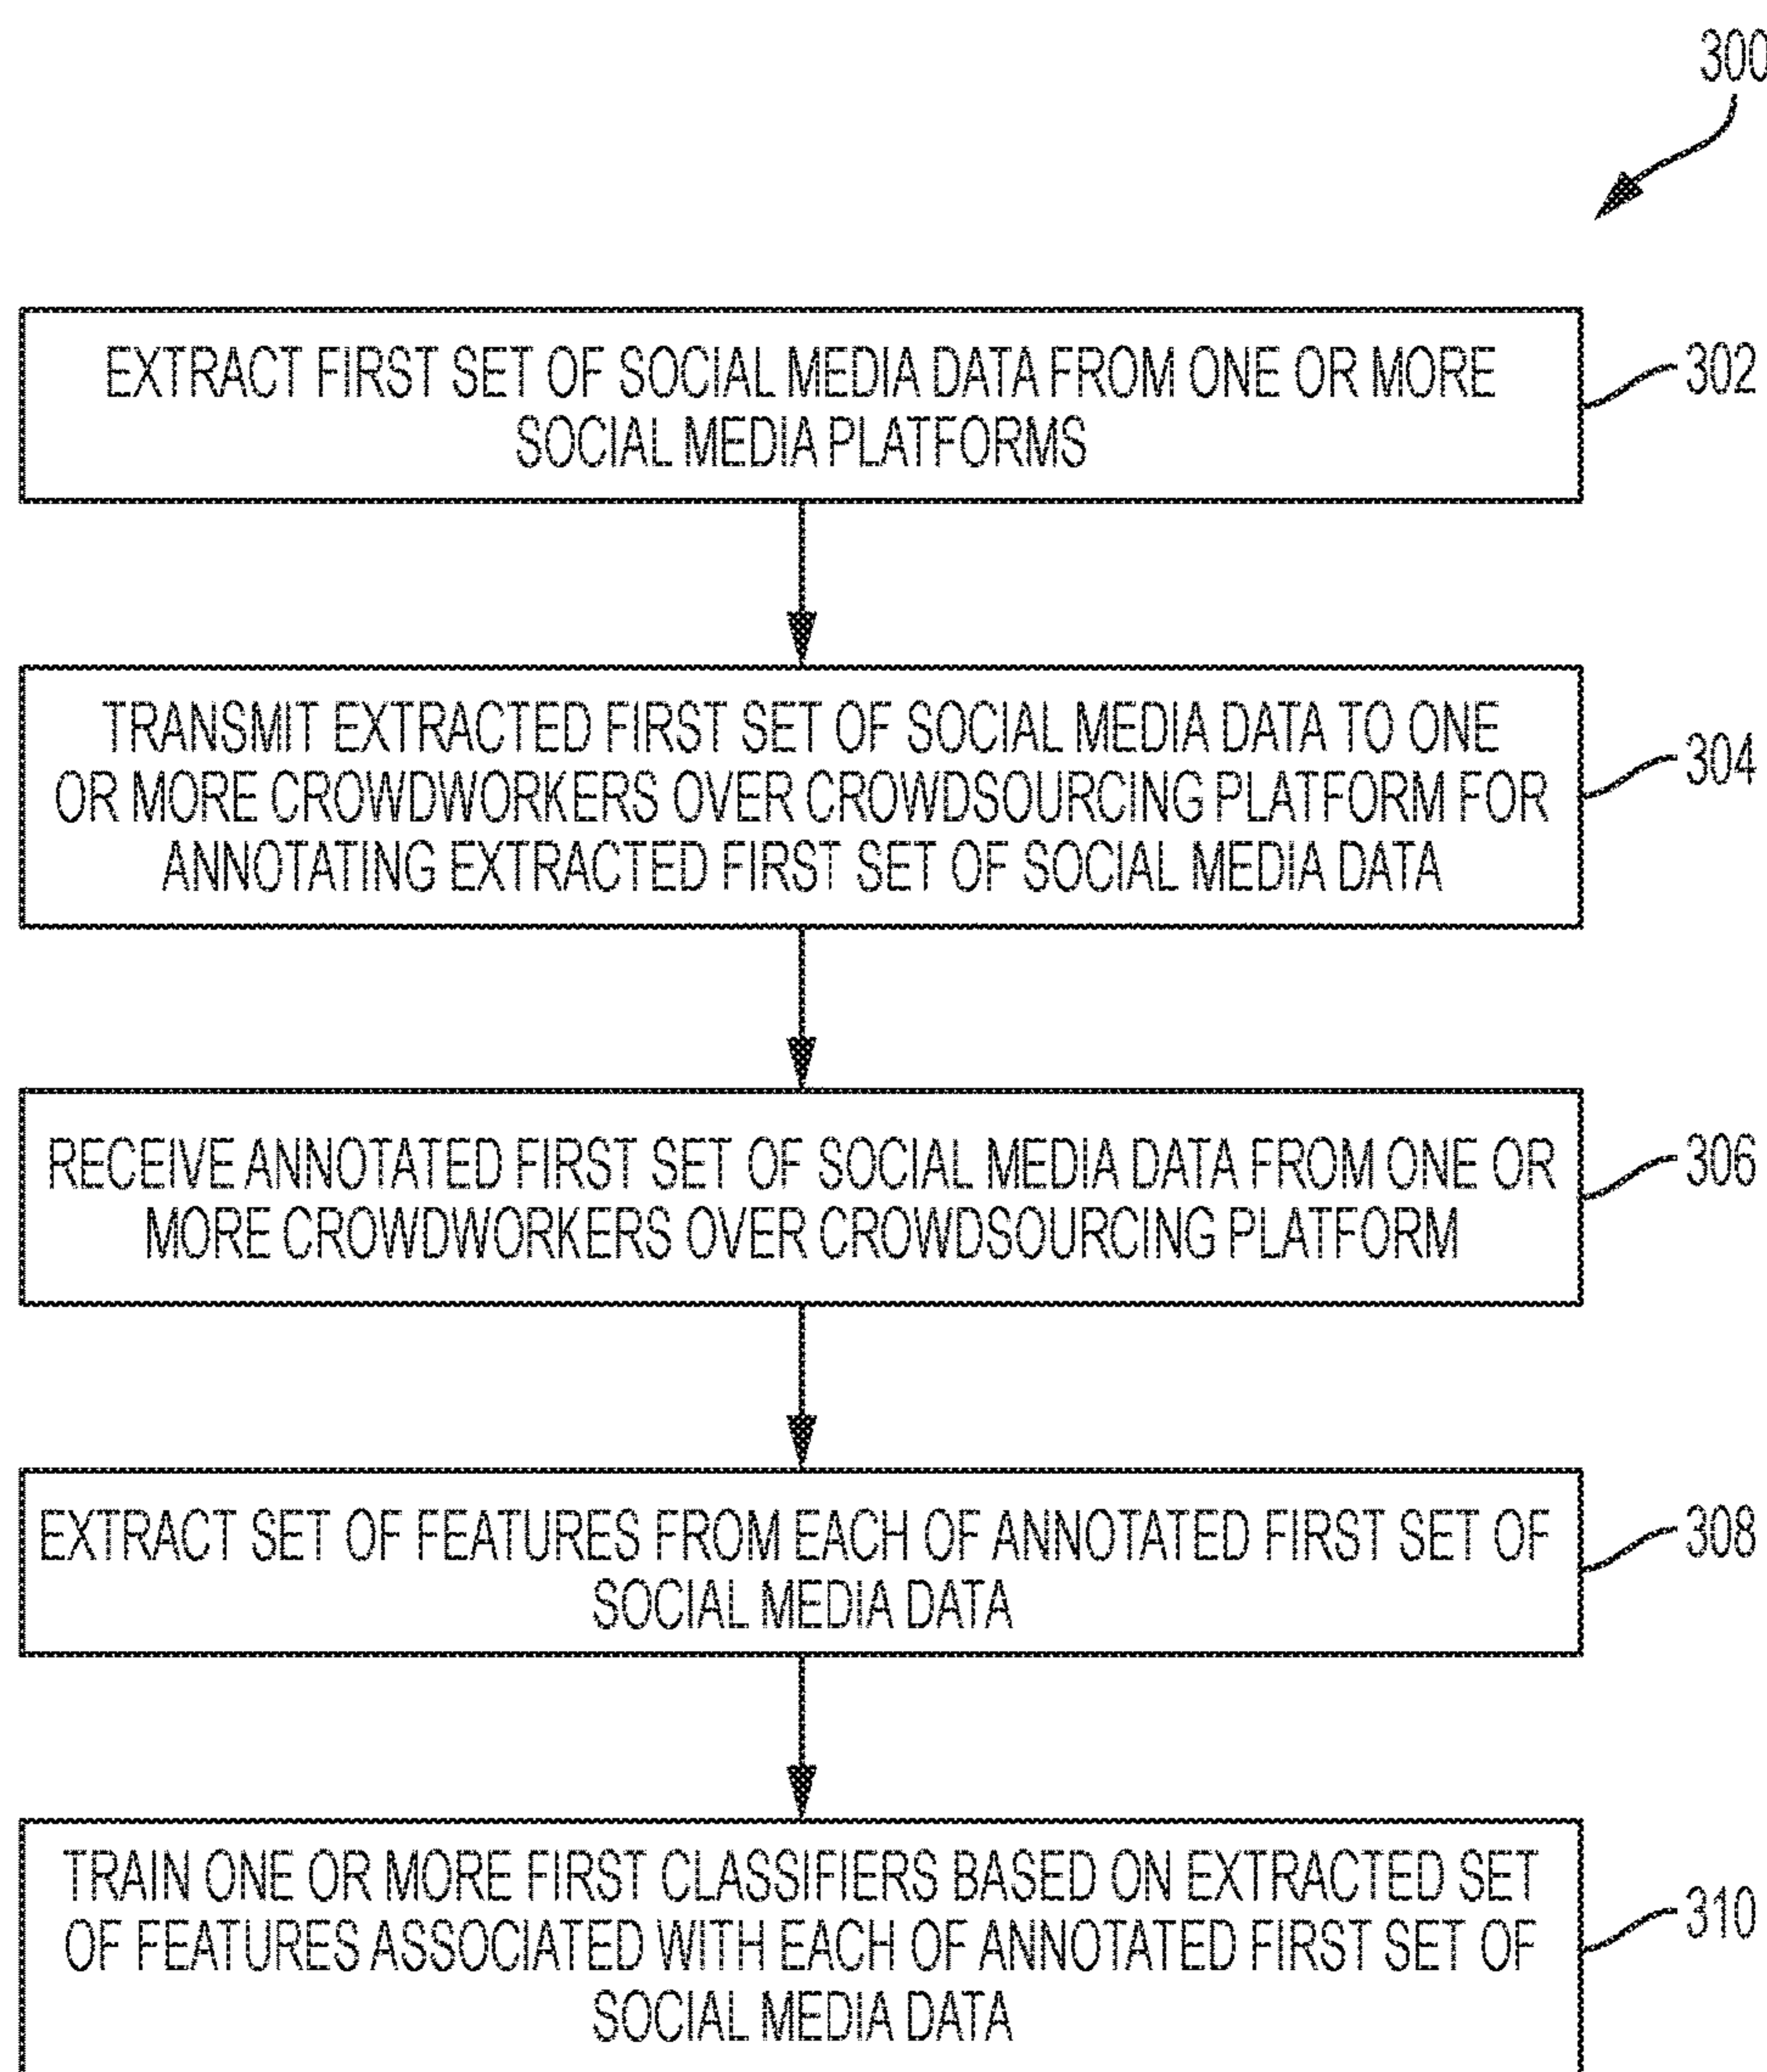 300
EXTRACT FIRST SET OF SOCIAL MEDIA DATA FROM ONE OR MORE
SOCIAL MEDIA PLATFORMS
302
TRANSMIT EXTRACTED FIRST SET OF SOCIAL MEDIA DATA TO ONE
OR MORE CROWDWORKERS OVER CROWDSOURCING PLATFORM FOR
ANNOTATING EXTRACTED FIRST SET OF SOCIAL MEDIA DATA
304
RECEIVE ANNOTATED FIRST SET OF SOCIAL MEDIA DATA FROM ONE OR
MORE CROWDWORKERS OVER CROWDSOURCING PLATFORM
306
EXTRACT SET OF FEATURES FROM EACH OF ANNOTATED FIRST SET OF
SOCIAL MEDIA DATA
308
TRAIN ONE OR MORE FIRST CLASSIFIERS BASED ON EXTRACTED SET
OF FEATURES ASSOCIATED WITH EACH OF ANNOTATED FIRST SET OF
SOCIAL MEDIA DATA
310